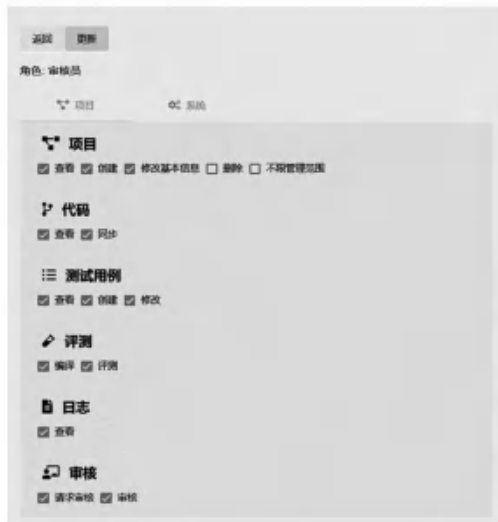 返回 更新
角色: 审核员
项目 系统
项目
查看 创建 修改基本信息 删除 不限管理范围
代码
查看 同步
测试用例
查看 创建 修改
评测
编译 评测
日志
查看
审核
请求审核 审核